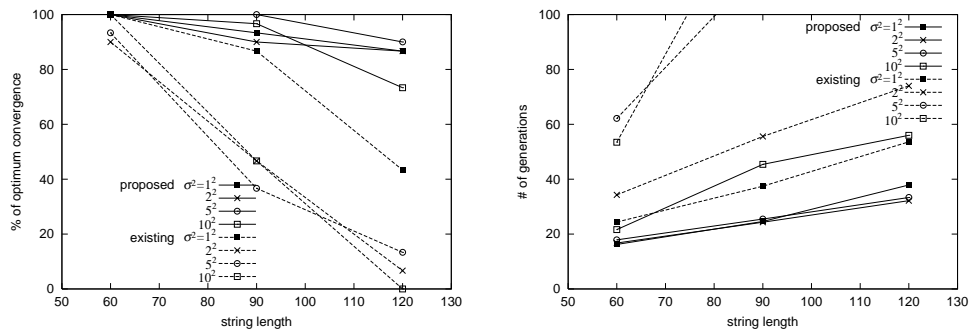 100
80
60
40
20
0
% of optimum convergence
proposed σ²=1²
2²
5²
10²
existing σ²=1²
2²
5²
10²
50 60 70 80 90 100 110 120 130
string length
100
80
60
40
20
0
# of generations
proposed σ²=1²
2²
5²
10²
existing σ²=1²
2²
5²
10²
50 60 70 80 90 100 110 120 130
string length